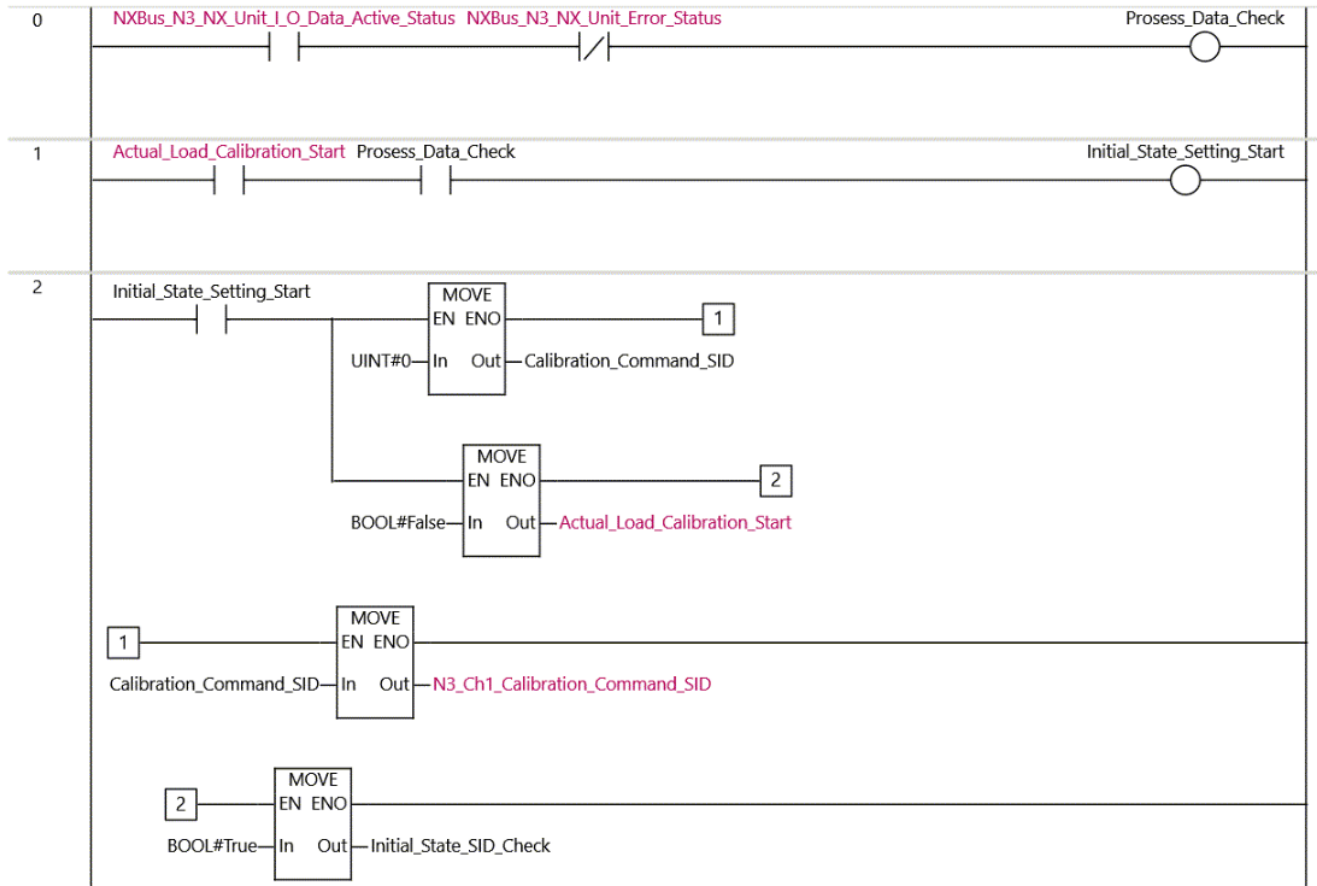 0
NXBus_N3_NX_Unit_I_O_Data_Active_Status NXBus_N3_NX_Unit_Error_Status Prosess_Data_Check
1
Actual_Load_Calibration_Start Prosess_Data_Check Initial_State_Setting_Start
2
Initial_State_Setting_Start
MOVE
EN ENO 1
UINT#0 In Out Calibration_Command_SID
MOVE
EN ENO 2
BOOL#False In Out Actual_Load_Calibration_Start
MOVE
1 EN ENO
Calibration_Command_SID In Out N3_Ch1_Calibration_Command_SID
MOVE
2 EN ENO
BOOL#True In Out Initial_State_SID_Check